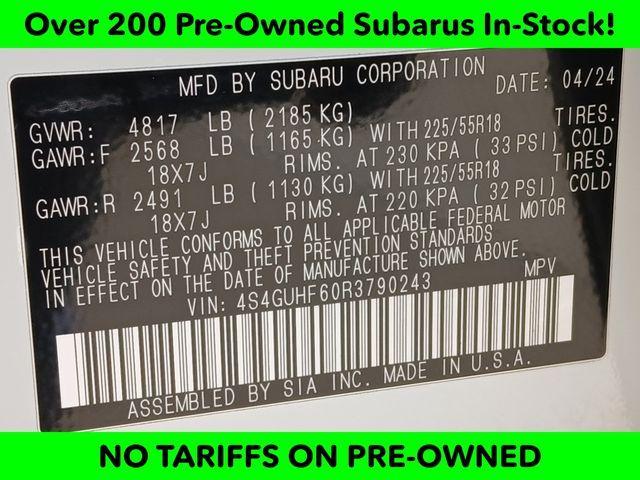 Over 200 Pre-Owned Subarus In-Stock!
MFD BY SUBARU CORPORATION DATE: 04/24
GVWR: 4817 LB ( 2185 KG)
GAWR:F 2568 LB ( 1165 KG) WITH 225/55R18 TIRES.
18X7J RIMS. AT 230 KPA ( 33 PSI) COLD
GAWR:R 2491 LB ( 1130 KG) WITH 225/55R18 TIRES.
18X7J RIMS. AT 220 KPA ( 32 PSI) COLD
THIS VEHICLE CONFORMS TO ALL APPLICABLE FEDERAL MOTOR
VEHICLE SAFETY AND THEFT PREVENTION STANDARDS
IN EFFECT ON THE DATE OF MANUFACTURE SHOWN ABOVE.
VIN: 4S4GUHF60R3790243 MPV
ASSEMBLED BY SIA INC. MADE IN U.S.A.
NO TARIFFS ON PRE-OWNED